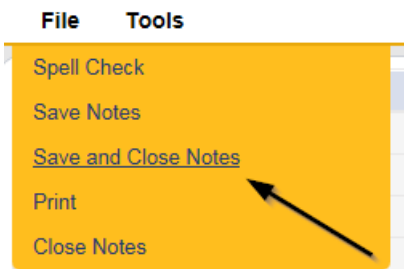 File Tools
Spell Check
Save Notes
Save and Close Notes
Print
Close Notes